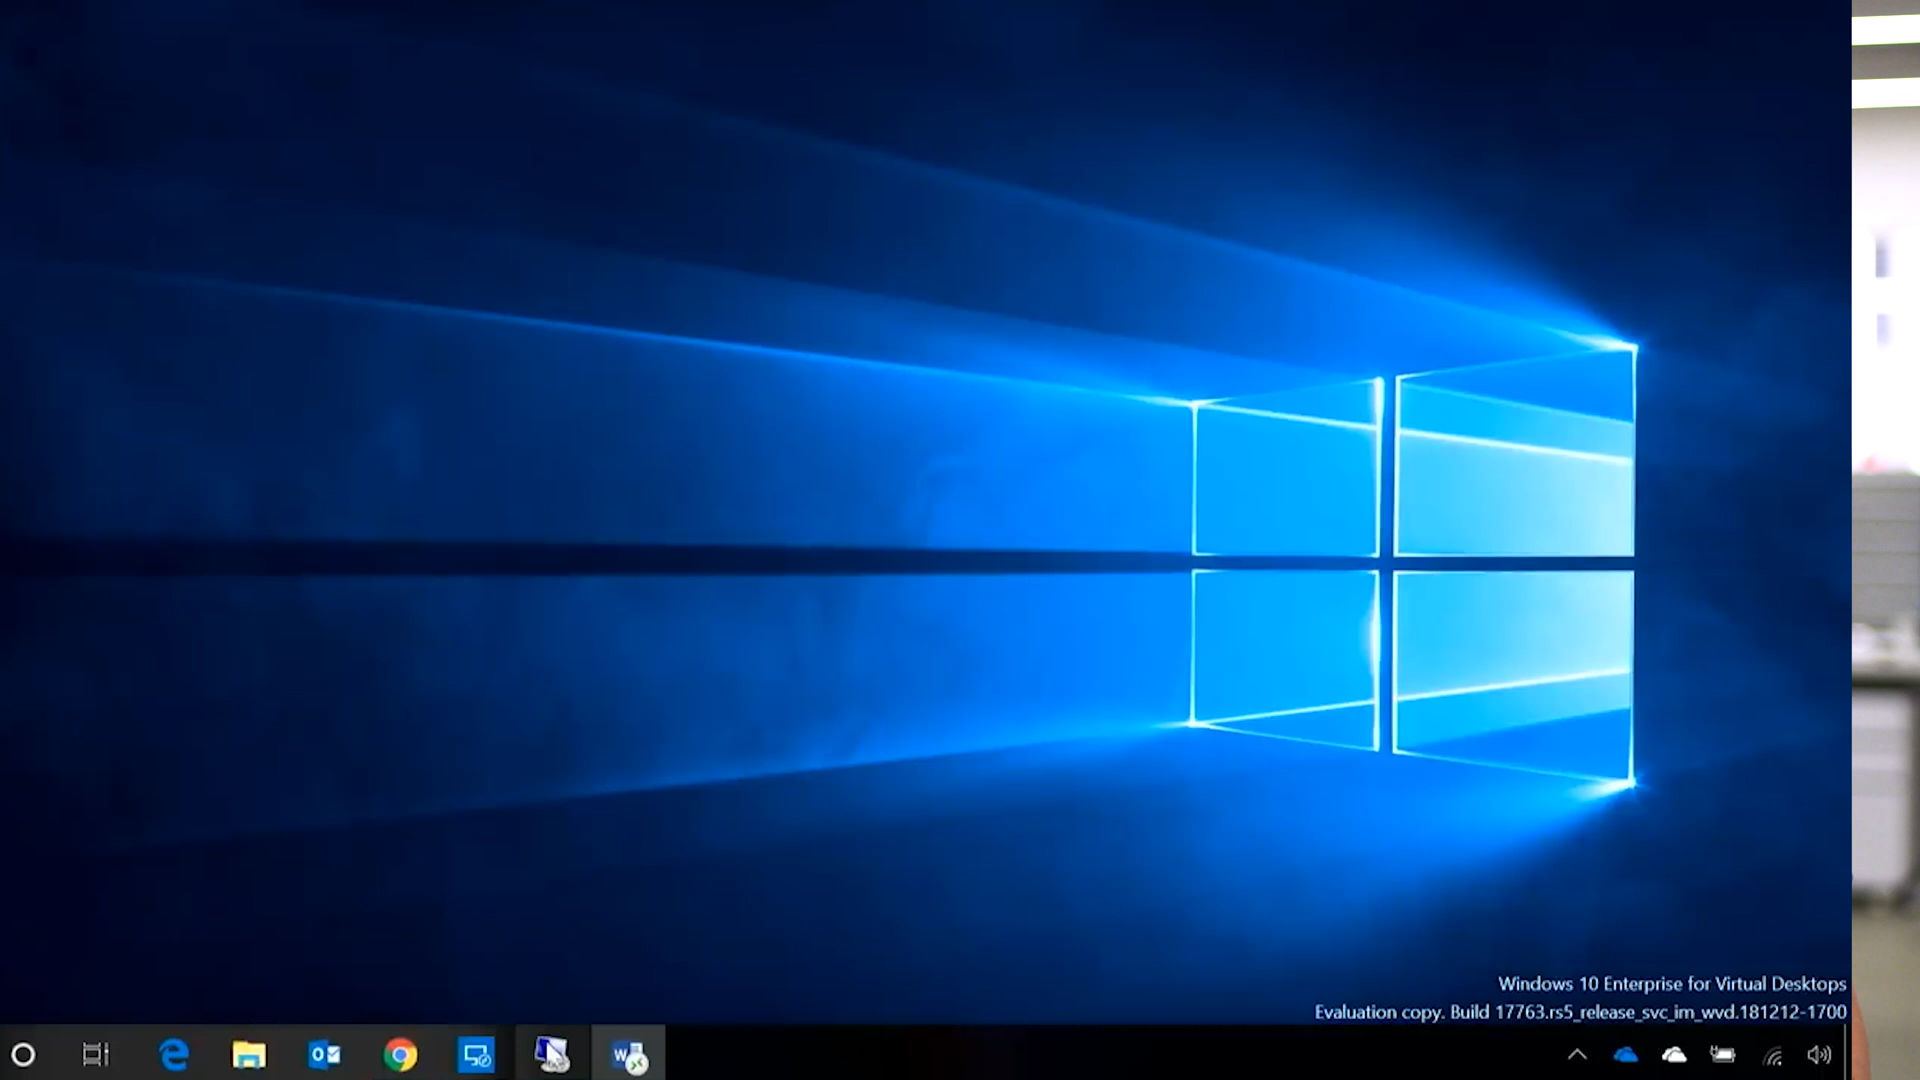 Windows 10 Enterprise for Virtual Desktops
Evaluation copy. Build 17763.rs5_release_svc_im_wvd.181212-1700